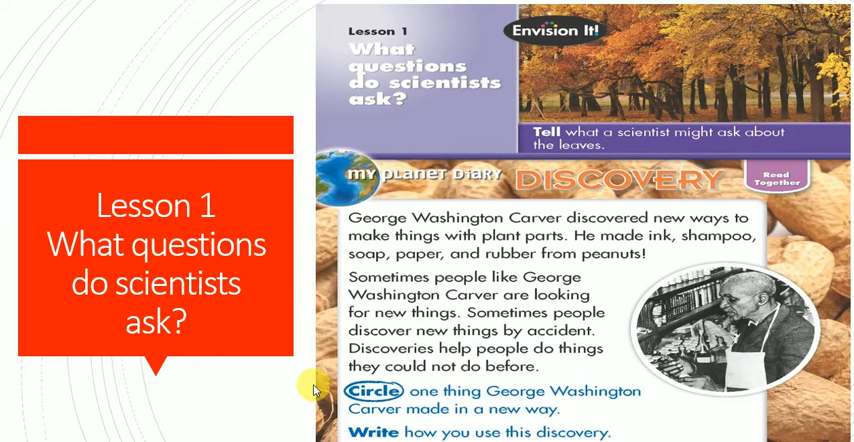 Lesson 1
What questions
do scientists
ask?
Lesson 1
What
questions
do scientists
ask?
Envision It!
Tell what a scientist might ask about
the leaves.
my planet Diary
DISCOVERY
Read
Together
George Washington Carver discovered new ways to
make things with plant parts. He made ink, shampoo,
soap, paper, and rubber from peanuts!
Sometimes people like George
Washington Carver are looking
for new things. Sometimes people
discover new things by accident.
Discoveries help people do things
they could not do before.
Circle one thing George Washington
Carver made in a new way.
Write how you use this discovery.